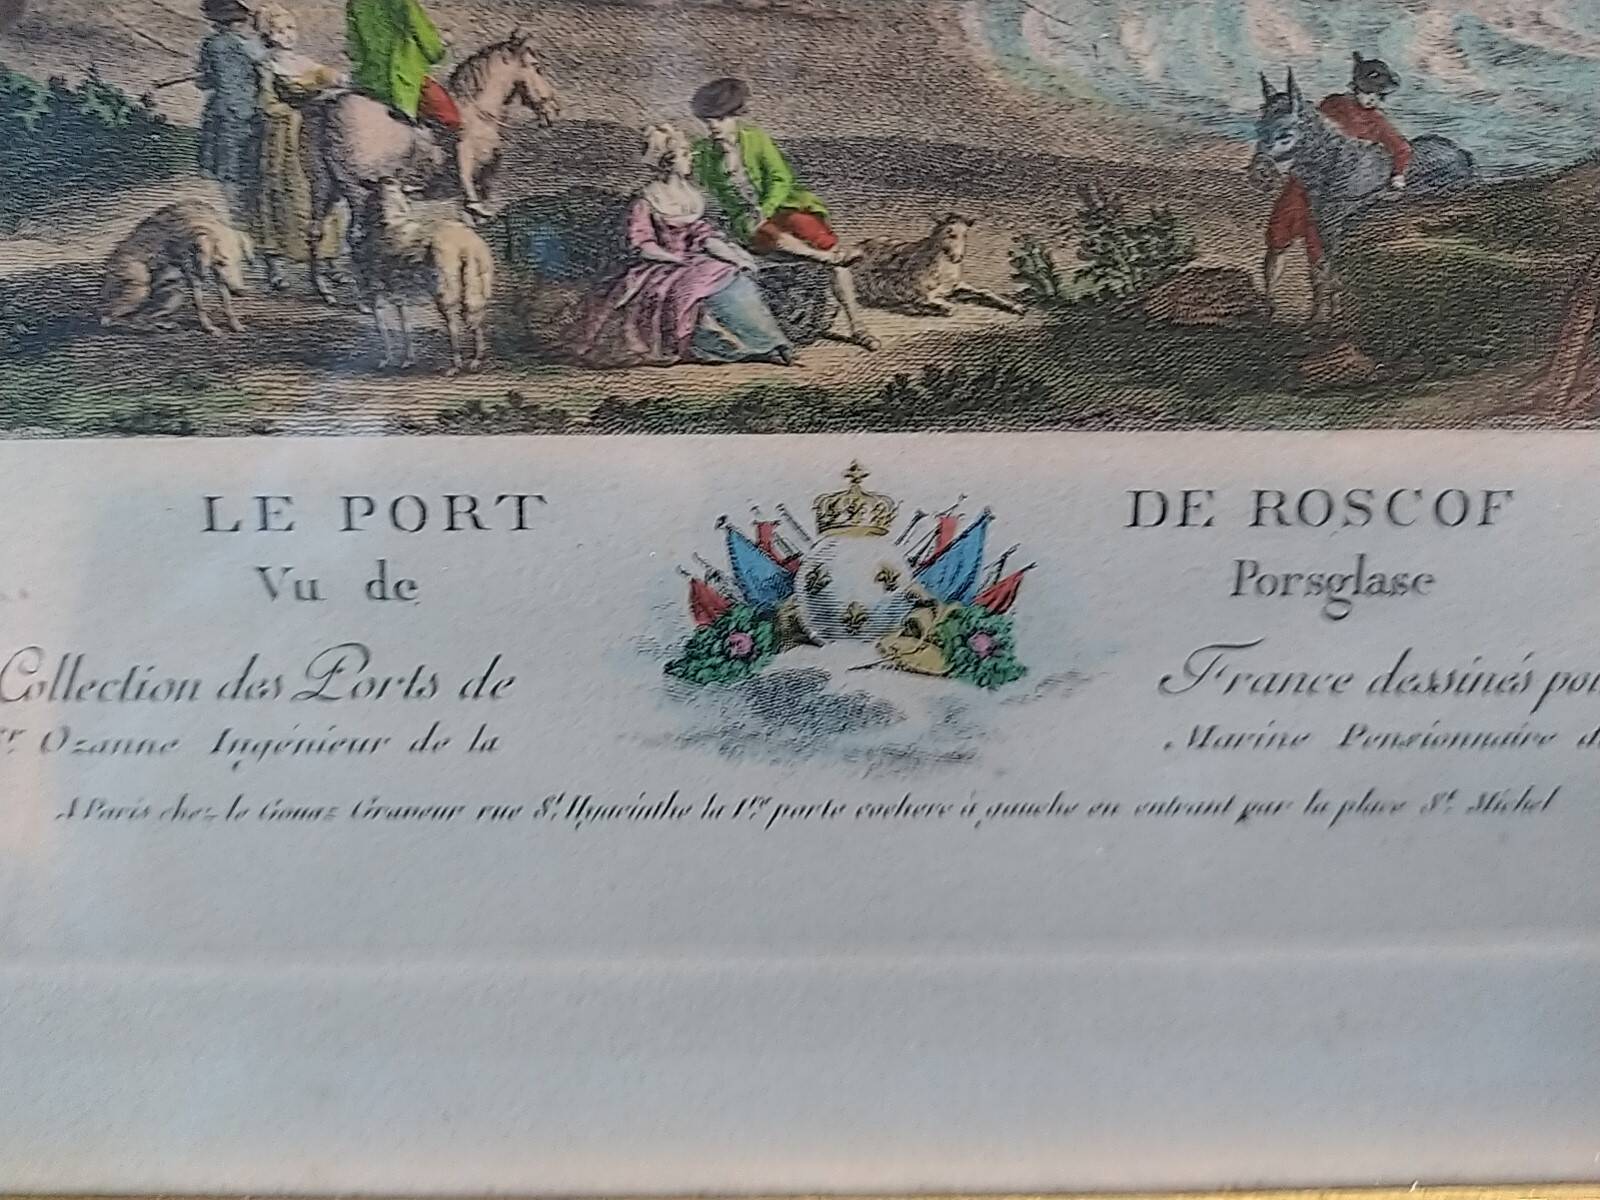 LE PORT DE ROSCOF
Vu de Porsglase
Collection des Ports de France dessinés pou
Sr. Ozanne Ingénieur de la Marine Pensionnaire d
A Paris chez le Gouaz Graveur rue St. Hyacinthe la 1re. porte cochere à gauche en entrant par la place St. Michel